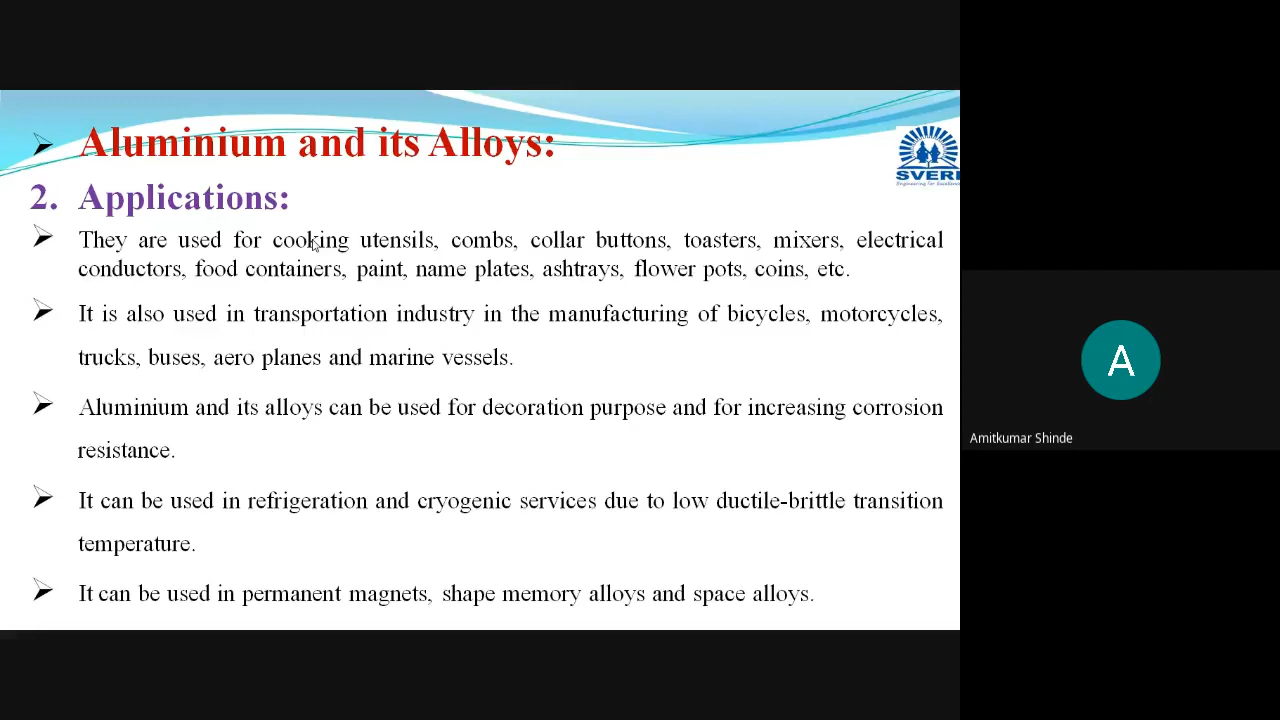 Aluminium and its Alloys:
2. Applications:
They are used for cooking utensils, combs, collar buttons, toasters, mixers, electrical
conductors, food containers, paint, name plates, ashtrays, flower pots, coins, etc.
It is also used in transportation industry in the manufacturing of bicycles, motorcycles,
trucks, buses, aero planes and marine vessels.
Aluminium and its alloys can be used for decoration purpose and for increasing corrosion
resistance.
It can be used in refrigeration and cryogenic services due to low ductile-brittle transition
temperature.
It can be used in permanent magnets, shape memory alloys and space alloys.
SVERI
Engineering for Excellence
A
Amitkumar Shinde